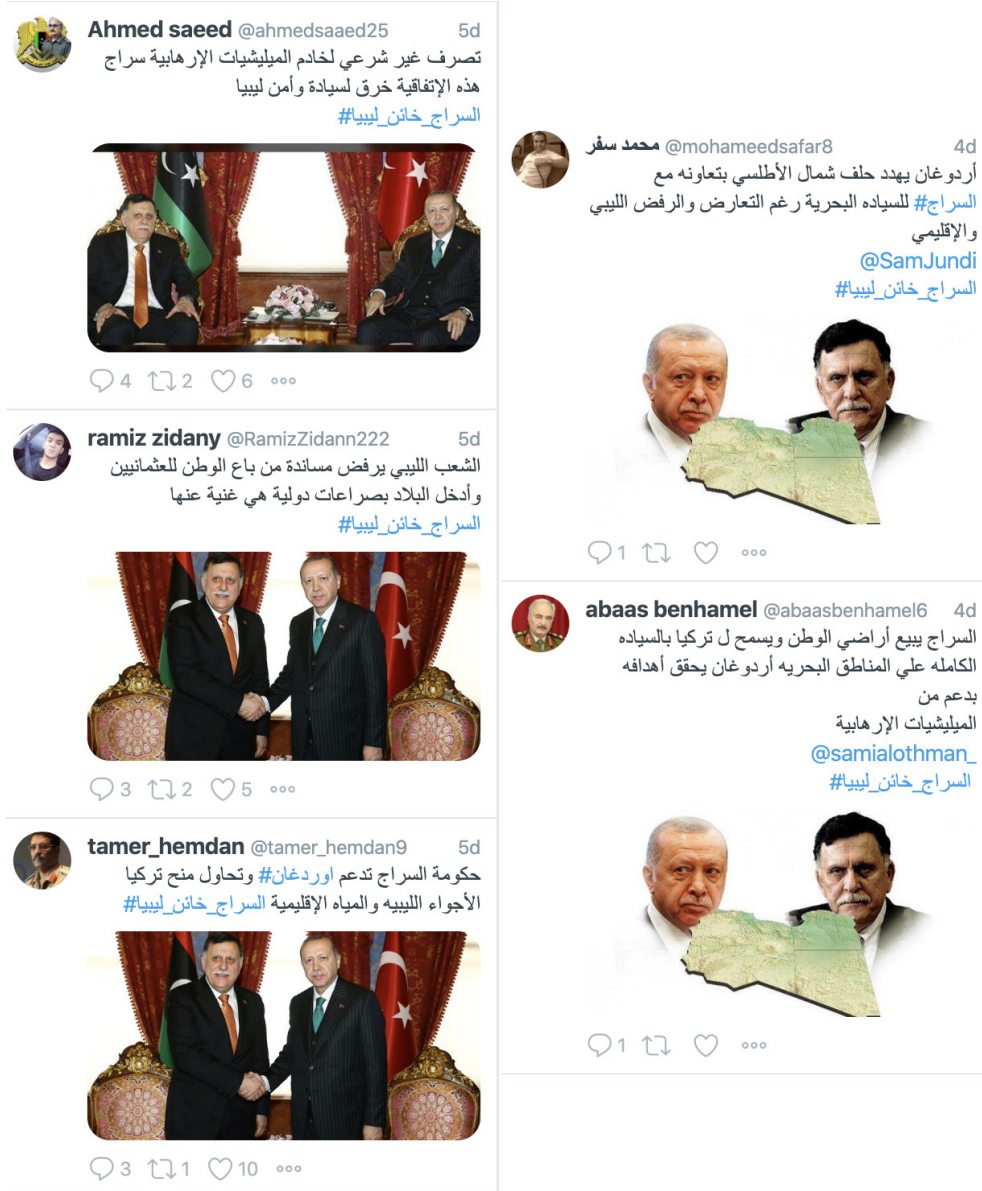 Ahmed saeed @ahmedsaaed25 5d
تصرف غير شرعي لخادم الميليشيات الإرهابية سراج
هذه الإتفاقية خرق لسيادة وأمن ليبيا
#السراج_خائن_ليبيا
4 2 6
ramiz zidany @RamizZidann222 5d
الشعب الليبي يرفض مساندة من باع الوطن للعثمانيين
وأدخل البلاد بصراعات دولية هي غنية عنها
#السراج_خائن_ليبيا
3 2 5
tamer_hemdan @tamer_hemdan9 5d
حكومة السراج تدعم اوردغان# وتحاول منح تركيا
الأجواء الليبيه والمياه الإقليمية #السراج_خائن_ليبيا
3 1 10
محمد سفر @mohameedsafar8 4d
أردوغان يهدد حلف شمال الأطلسي بتعاونه مع
#السراج للسياده البحرية رغم التعارض والرفض الليبي
والإقليمي
@SamJundi
#السراج_خائن_ليبيا
1
abaas benhamel @abaasbenhamel6 4d
السراج يبيع أراضي الوطن ويسمح ل تركيا بالسياده
الكامله علي المناطق البحريه أردوغان يحقق أهدافه
بدعم من
الميليشيات الإرهابية
@samialothman_
#السراج_خائن_ليبيا
1